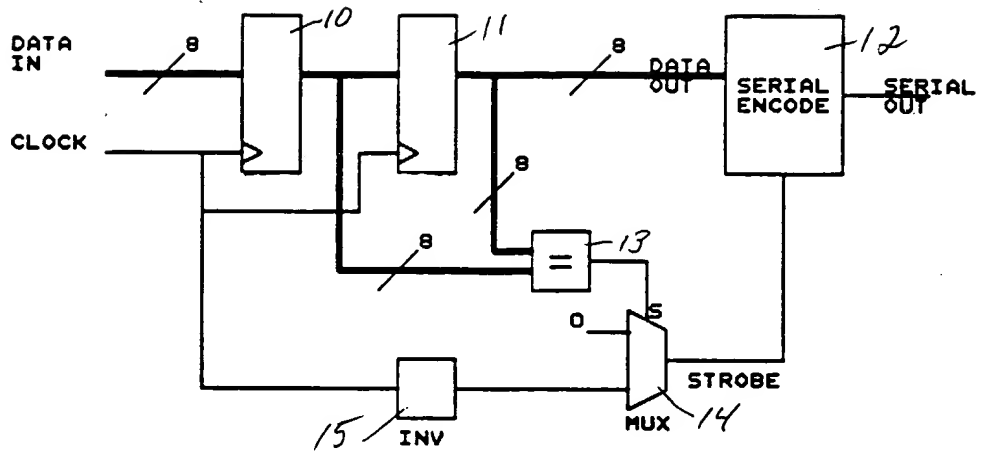 10
11
12
DATA
IN
8
8
DATA
OUT
SERIAL
ENCODE
SERIAL
OUT
CLOCK
8
8
=
13
S
0
STROBE
15
INV
MUX
14